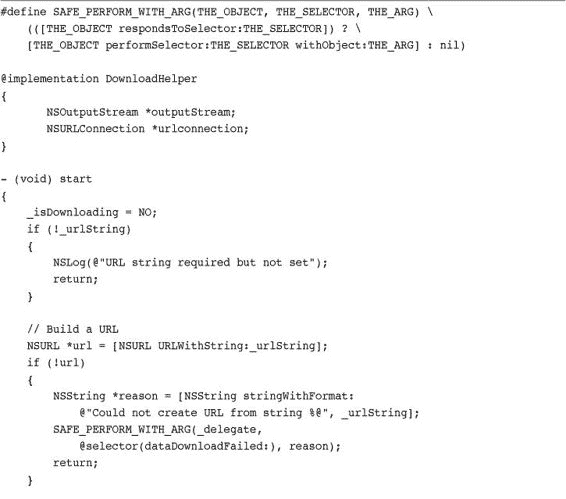 #define SAFE_PERFORM_WITH_ARG(THE_OBJECT, THE_SELECTOR, THE_ARG) \
    (([THE_OBJECT respondsToSelector:THE_SELECTOR]) ? \
    [THE_OBJECT performSelector:THE_SELECTOR withObject:THE_ARG] : nil)

@implementation DownloadHelper
{
      NSOutputStream *outputStream;
      NSURLConnection *urlconnection;
}

- (void) start
{
    _isDownloading = NO;
    if (!_urlString)
    {
        NSLog(@"URL string required but not set");
        return;
    }

    // Build a URL
    NSURL *url = [NSURL URLWithString:_urlString];
    if (!url)
    {
        NSString *reason = [NSString stringWithFormat:
            @"Could not create URL from string %@", _urlString];
        SAFE_PERFORM_WITH_ARG(_delegate,
            @selector(dataDownloadFailed:), reason);
        return;
    }